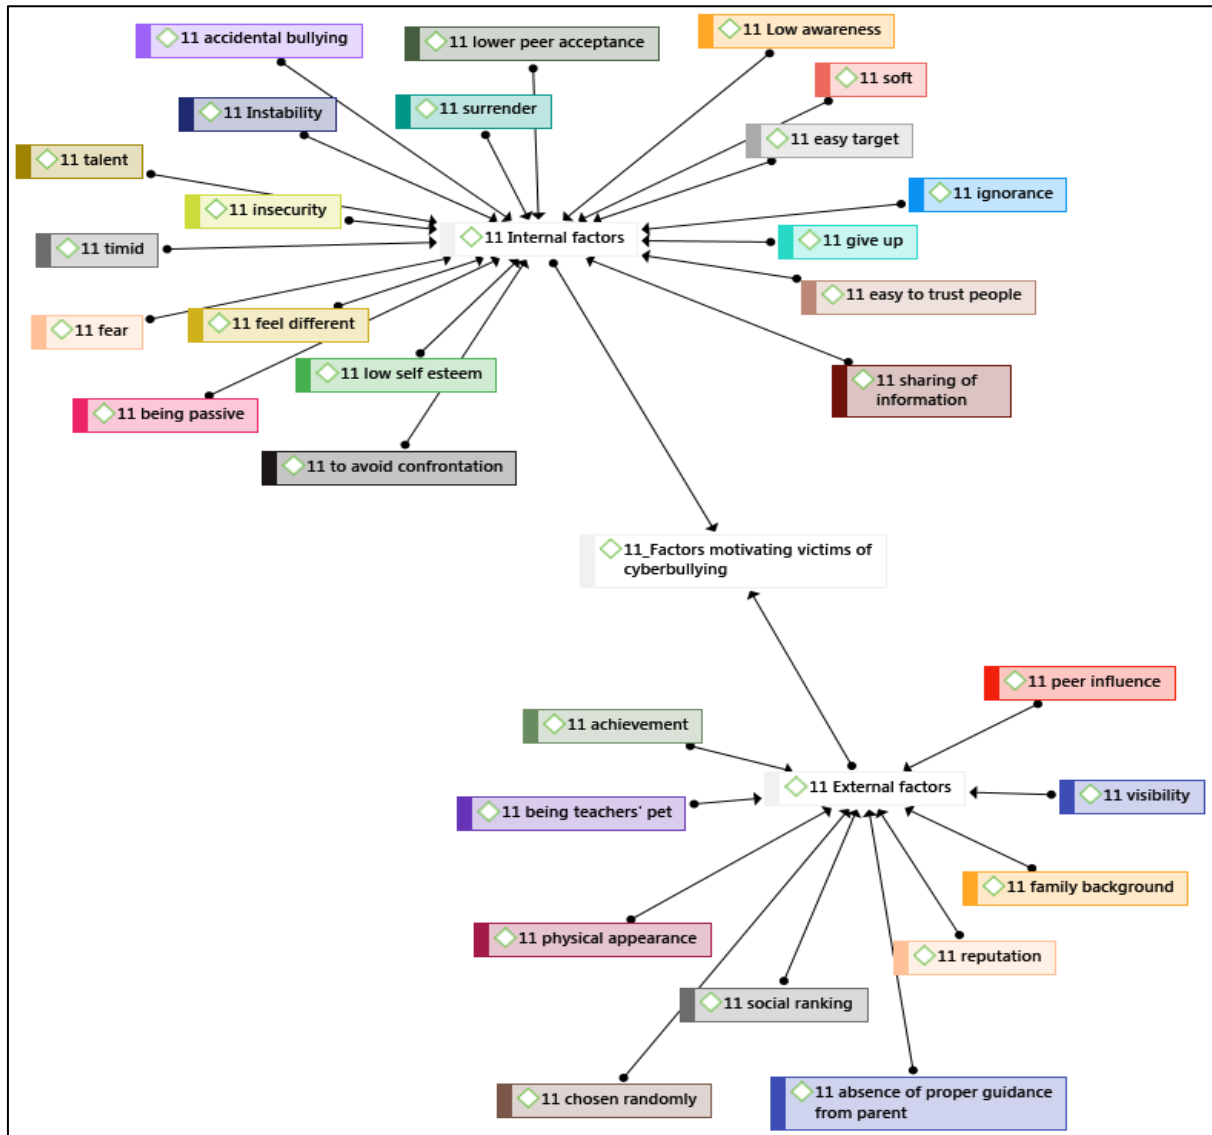 11 accidental bullying
11 lower peer acceptance
11 Low awareness
11 soft
11 Instability
11 surrender
11 easy target
11 talent
11 insecurity
11 ignorance
11 timid
11 Internal factors
11 give up
11 easy to trust people
11 fear
11 feel different
11 low self esteem
11 sharing of
information
11 being passive
11 to avoid confrontation
11_Factors motivating victims of
cyberbullying
11 peer influence
11 achievement
11 External factors
11 visibility
11 being teachers' pet
11 family background
11 physical appearance
11 reputation
11 social ranking
11 chosen randomly
11 absence of proper guidance
from parent